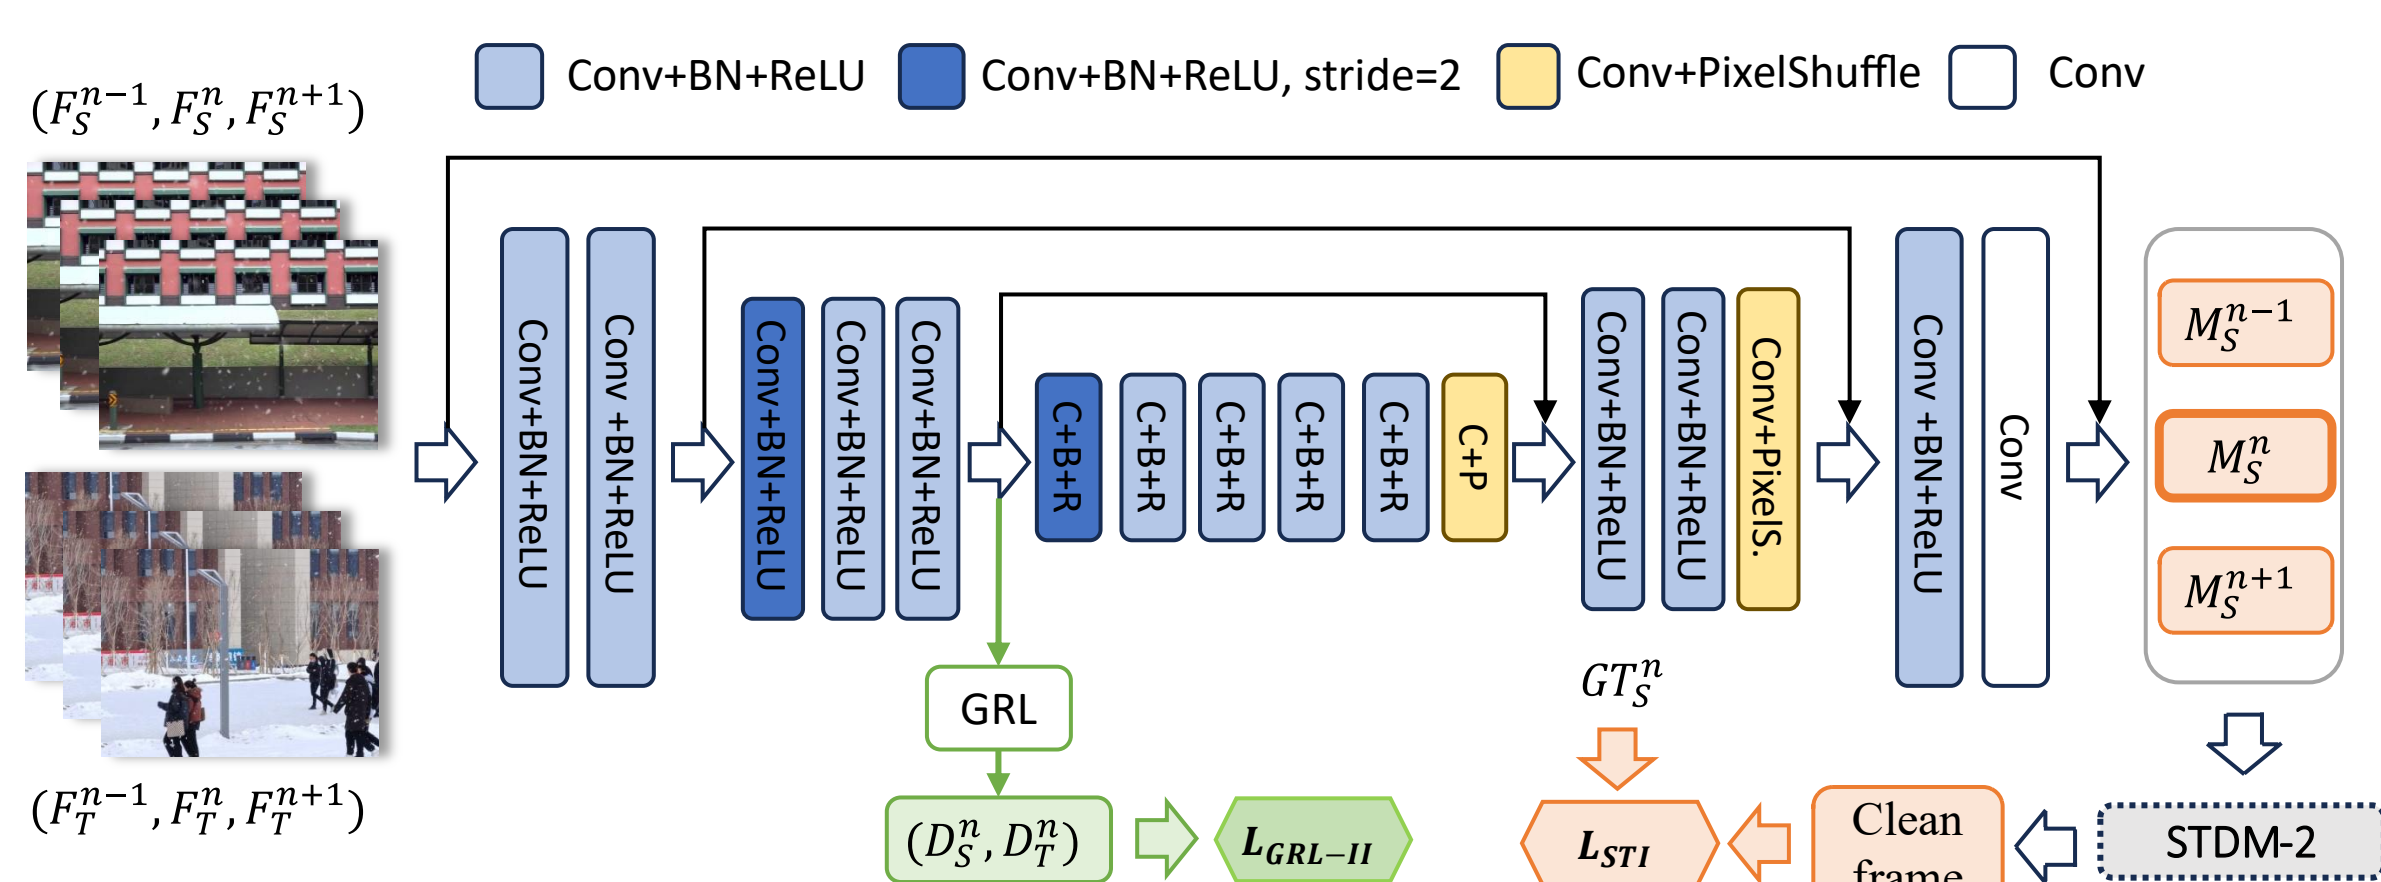 Conv+BN+ReLU
Conv+BN+ReLU, stride=2
Conv+PixelShuffle
Conv
(F_S^{n-1}, F_S^n, F_S^{n+1})
Conv+BN+ReLU
Conv +BN+ReLU
Conv+BN+ReLU
Conv+BN+ReLU
Conv+BN+ReLU
C+B+R
C+B+R
C+B+R
C+B+R
C+B+R
C+P
Conv+BN+ReLU
Conv+BN+ReLU
Conv+PixelS.
Conv +BN+ReLU
Conv
M_S^{n-1}
M_S^n
M_S^{n+1}
GRL
GT_S^n
(F_T^{n-1}, F_T^n, F_T^{n+1})
(D_S^n, D_T^n)
L_{GRL-II}
L_{STI}
Clean
frame
STDM-2